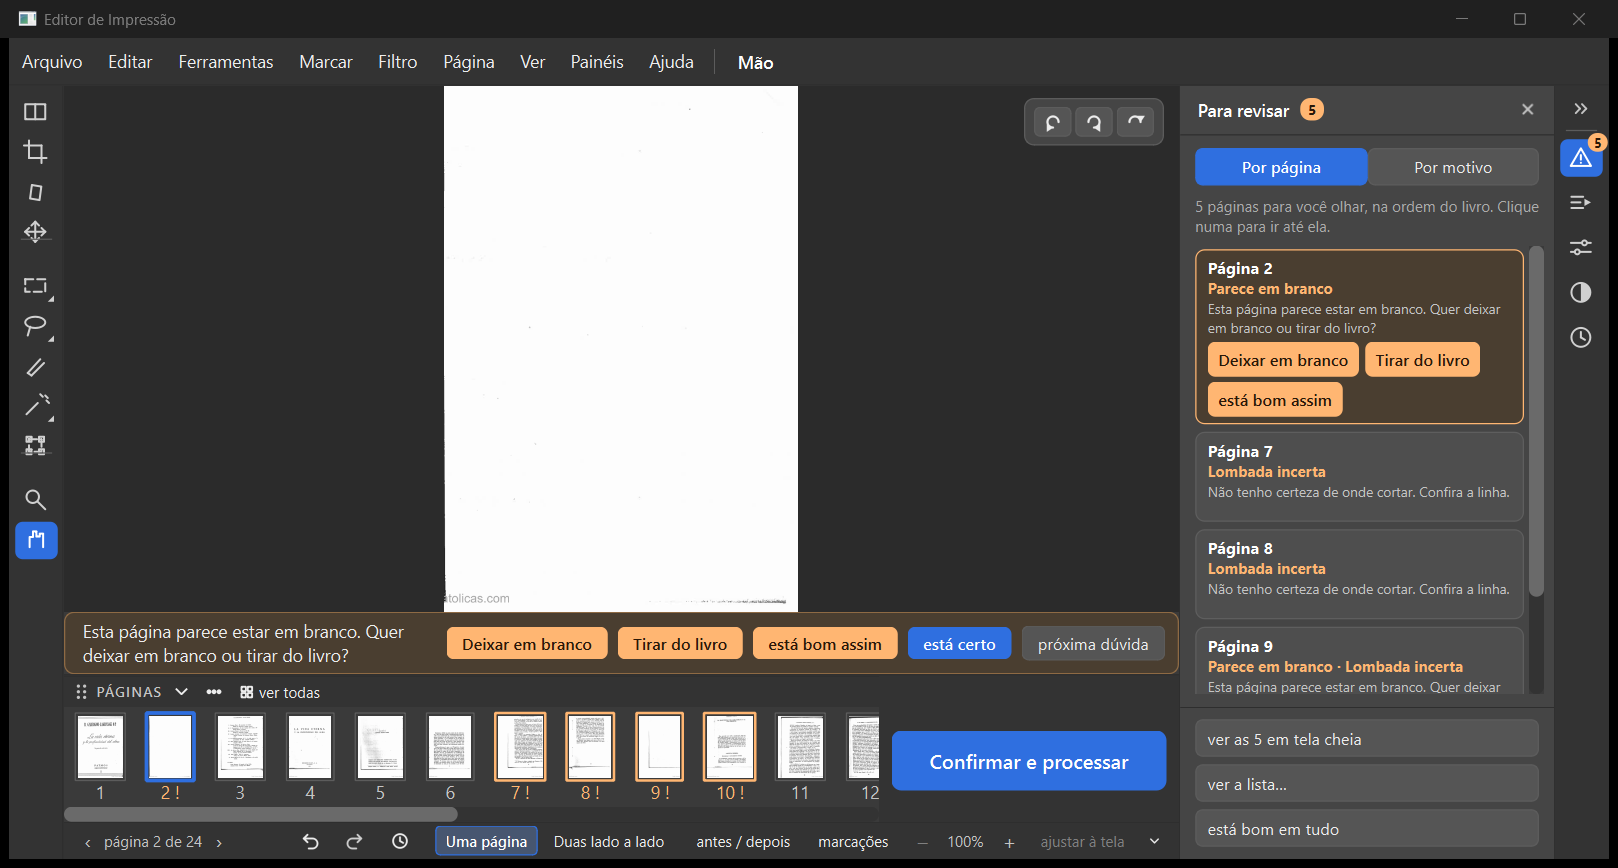 Editor de Impressão
Arquivo Editar Ferramentas Marcar Filtro Página Ver Painéis Ajuda Mão
Para revisar 5
5
Por página Por motivo
5 páginas para você olhar, na ordem do livro. Clique
numa para ir até ela.
Página 2
Parece em branco
Esta página parece estar em branco. Quer deixar
em branco ou tirar do livro?
Deixar em branco Tirar do livro
está bom assim
Página 7
Lombada incerta
Não tenho certeza de onde cortar. Confira a linha.
Página 8
Lombada incerta
Não tenho certeza de onde cortar. Confira a linha.
Página 9
Parece em branco · Lombada incerta
Esta página parece estar em branco. Quer deixar
ver as 5 em tela cheia
ver a lista...
está bom em tudo
tolicas.com
Esta página parece estar em branco. Quer
deixar em branco ou tirar do livro?
Deixar em branco Tirar do livro está bom assim está certo próxima dúvida
PÁGINAS ••• ver todas
1 2 ! 3 4 5 6 7 ! 8 ! 9 ! 10 ! 11 12
Confirmar e processar
‹ página 2 de 24 ›
Uma página Duas lado a lado antes / depois marcações − 100% + ajustar à tela